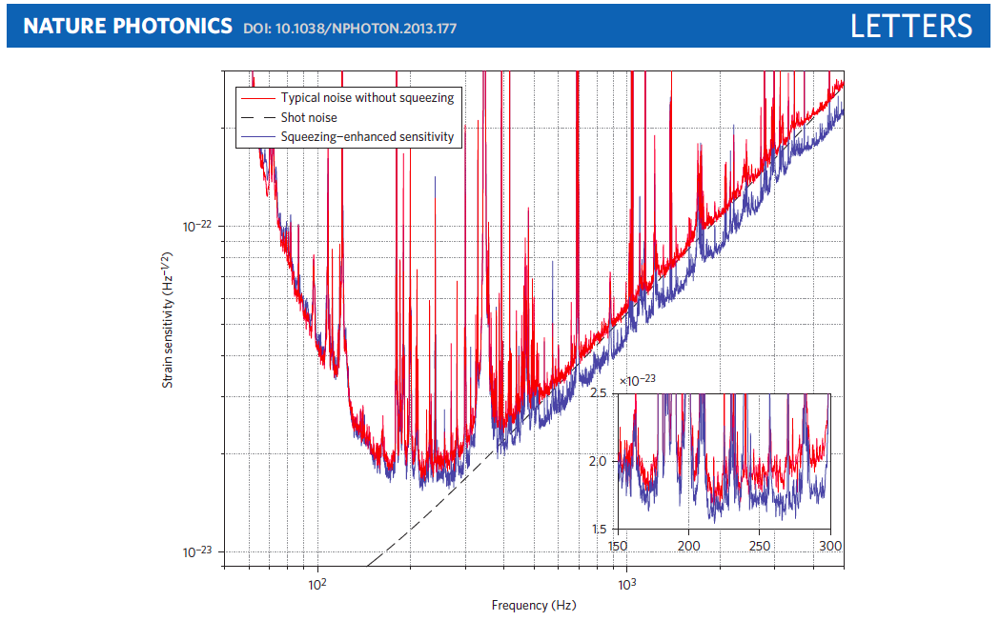 NATURE PHOTONICS DOI: 10.1038/NPHOTON.2013.177 LETTERS
Typical noise without squeezing
Shot noise
Squeezing–enhanced sensitivity
10⁻²²
Strain sensitivity (Hz⁻¹/²)
×10⁻²³
2.5
2.0
1.5
150 200 250 300
10⁻²³
10² 10³
Frequency (Hz)